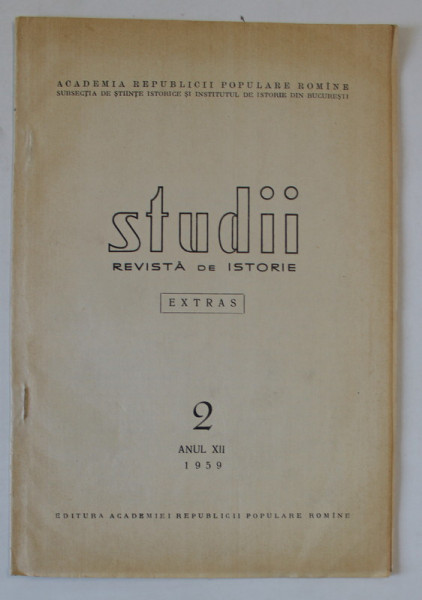 ACADEMIA REPUBLICII POPULARE ROMÎNE
SUBSECȚIA DE ȘTIINȚE ISTORICE ȘI INSTITUTUL DE ISTORIE DIN BUCUREȘTI
studii
REVISTĂ DE ISTORIE
EXTRAS
2
ANUL XII
1959
EDITURA ACADEMIEI REPUBLICII POPULARE ROMÎNE